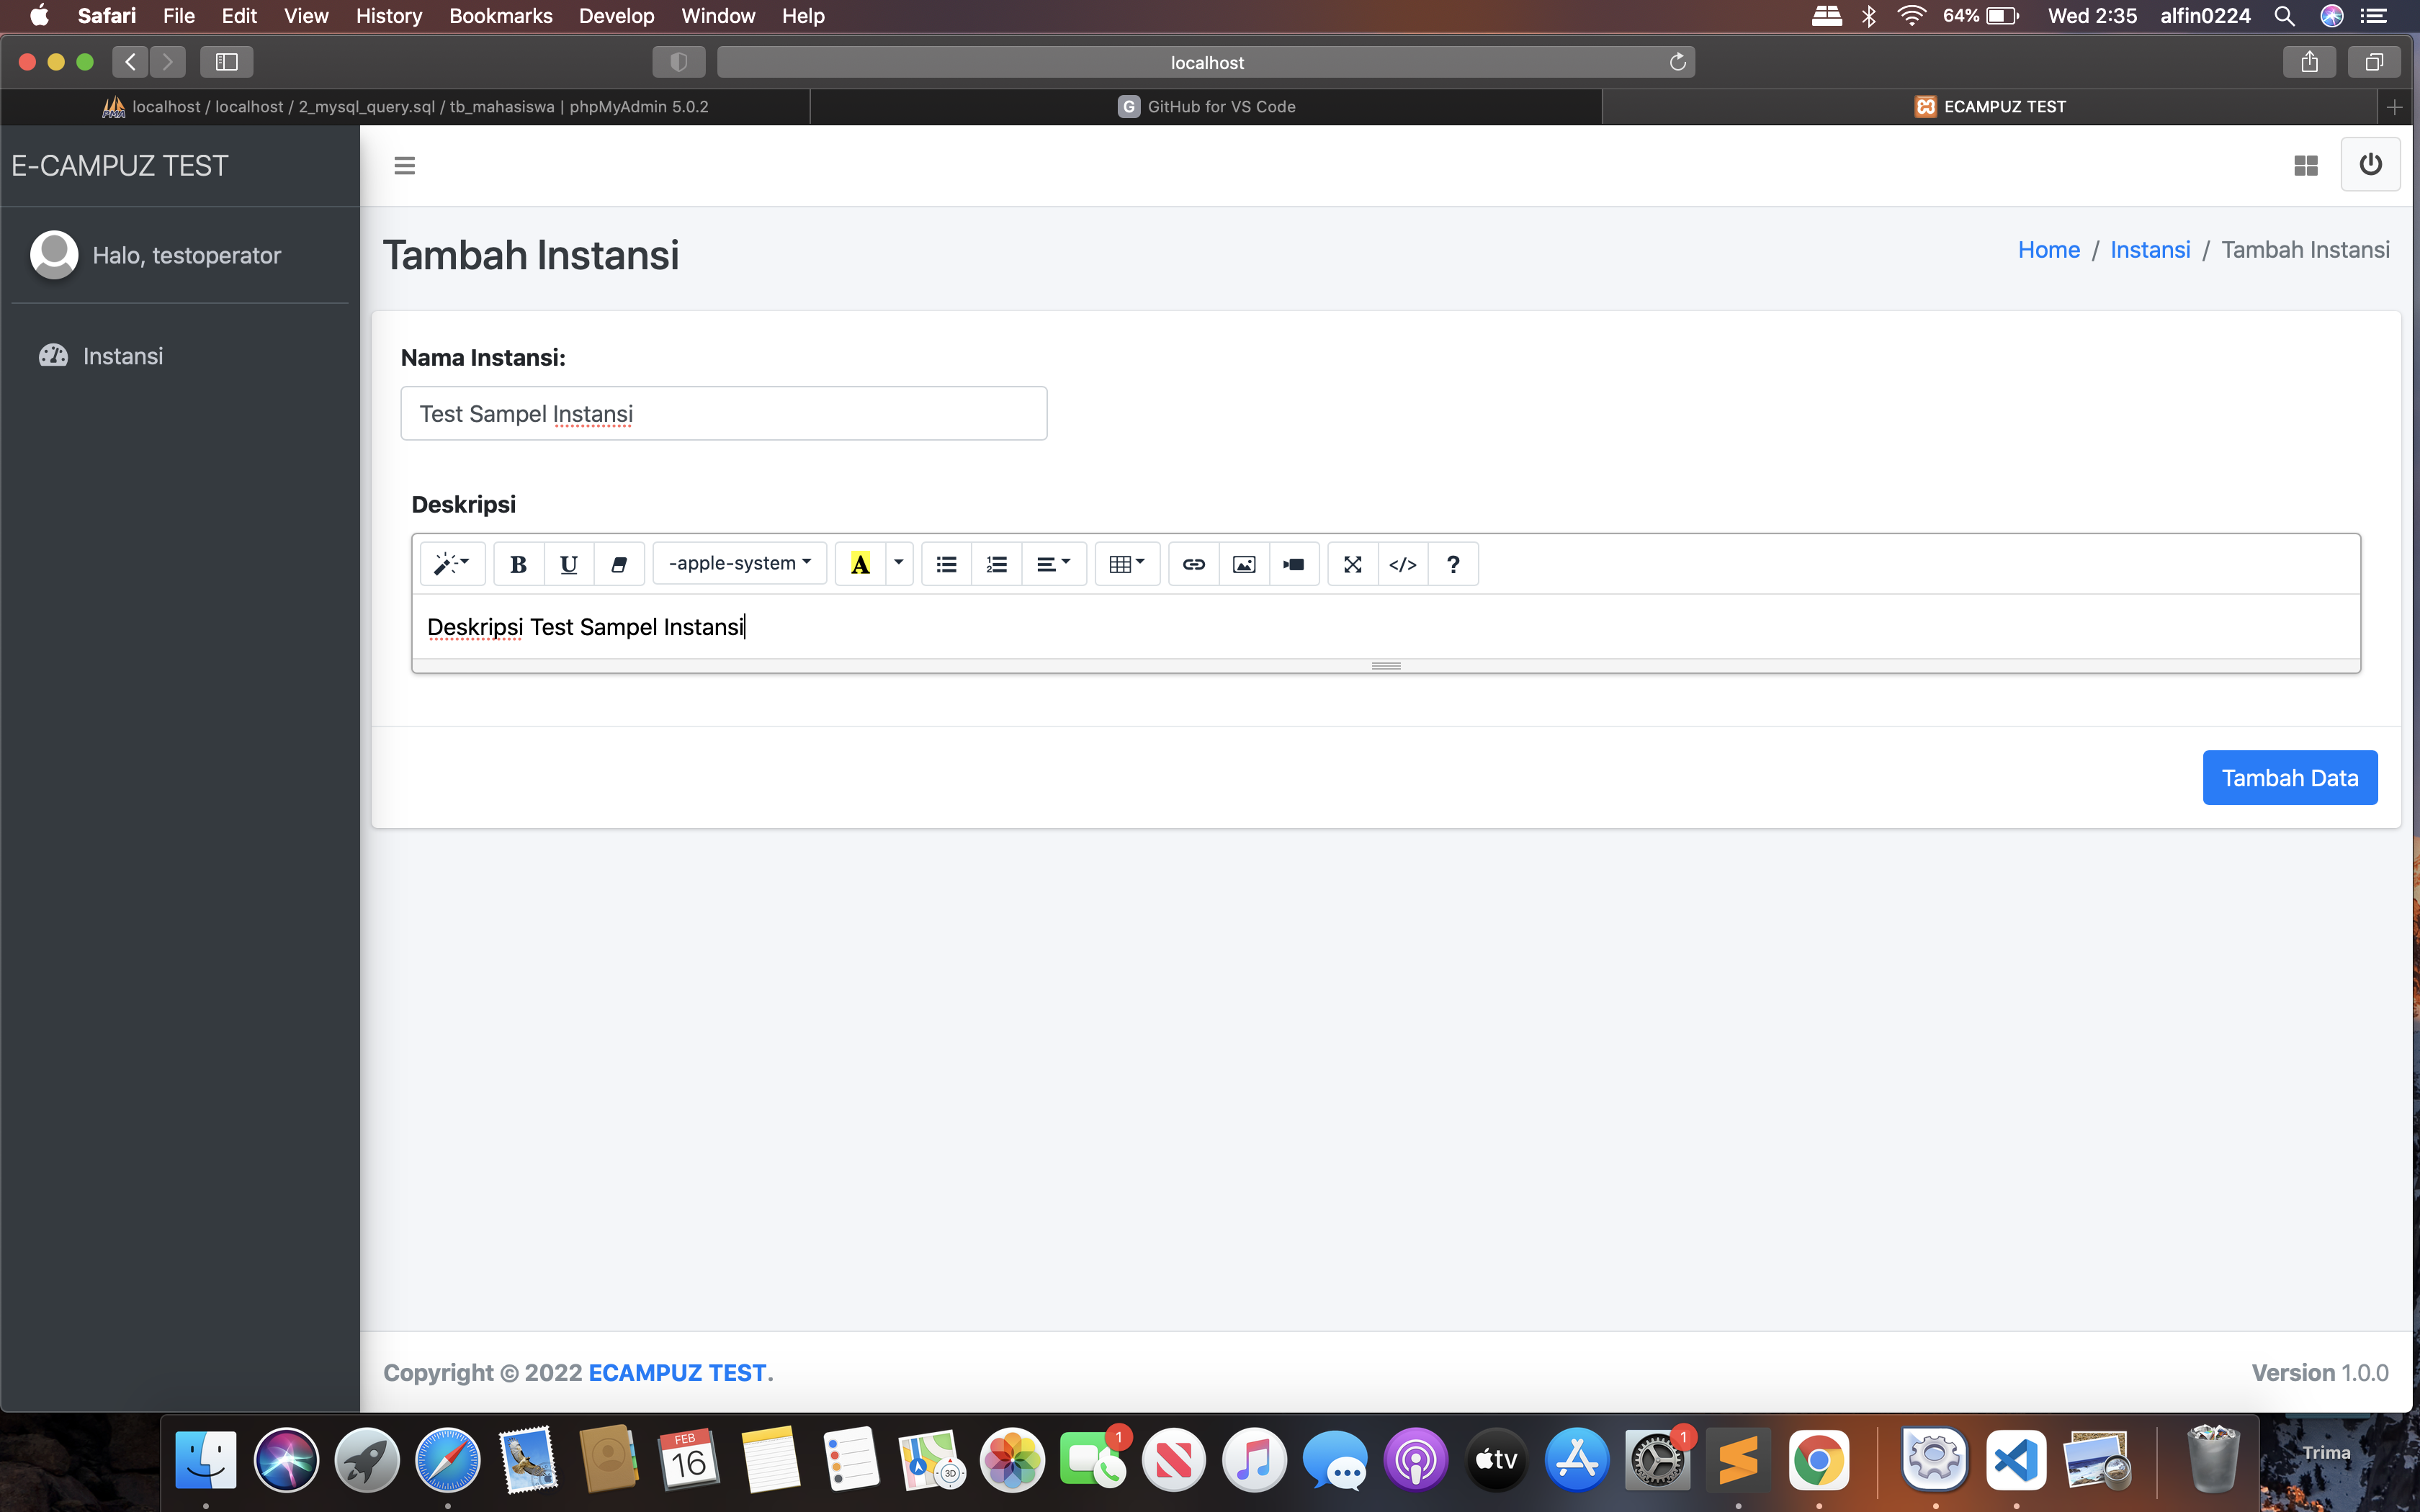 Safari File Edit View History Bookmarks Develop Window Help 64% Wed 2:35 alfin0224
localhost
localhost / localhost / 2_mysql_query.sql / tb_mahasiswa | phpMyAdmin 5.0.2
G GitHub for VS Code
ECAMPUZ TEST
E-CAMPUZ TEST
Halo, testoperator
Instansi
Tambah Instansi
Home / Instansi / Tambah Instansi
Nama Instansi:
Test Sampel Instansi
Deskripsi
B U -apple-system A </> ?
Deskripsi Test Sampel Instansi
Tambah Data
Copyright © 2022 ECAMPUZ TEST.
Version 1.0.0
FEB
16
3D
1
tv
1
Trima